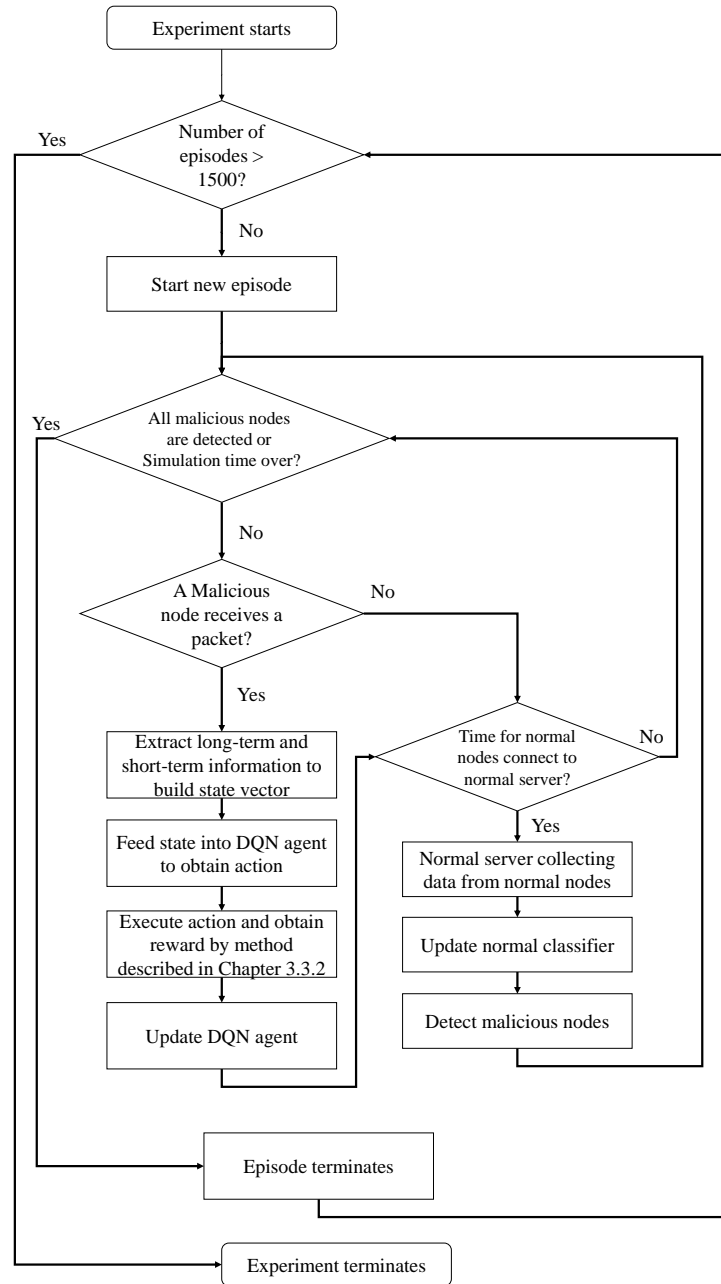 Experiment starts
Yes
Number of
episodes >
1500?
No
Start new episode
Yes
All malicious nodes
are detected or
Simulation time over?
No
A Malicious
node receives a
packet?
No
Yes
Extract long-term and
short-term information to
build state vector
Time for normal
nodes connect to
normal server?
No
Yes
Feed state into DQN agent
to obtain action
Normal server collecting
data from normal nodes
Execute action and obtain
reward by method
described in Chapter 3.3.2
Update normal classifier
Update DQN agent
Detect malicious nodes
Episode terminates
Experiment terminates